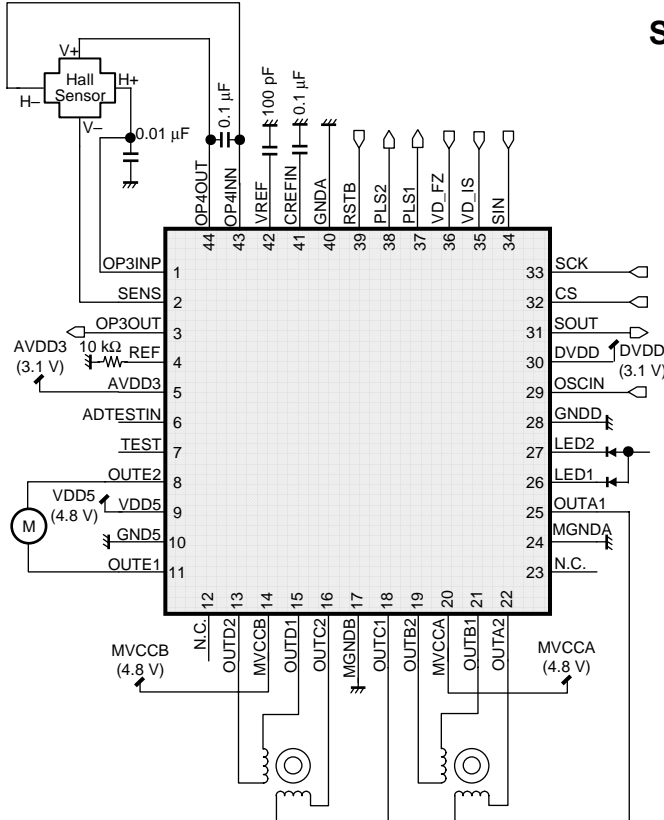 S
V+
Hall
Sensor
H+
H–
V–
0.01 µF
0.1 µF
100 pF
0.1 µF
OP4OUT
OP4INN
VREF
CREFIN
GNDA
RSTB
PLS2
PLS1
VD_FZ
VD_IS
SIN
44
43
42
41
40
39
38
37
36
35
34
OP3INP
1
SENS
2
OP3OUT
3
10 kΩ
REF
4
AVDD3
(3.1 V)
AVDD3
5
ADTESTIN
6
TEST
7
OUTE2
8
VDD5
(4.8 V)
VDD5
9
M
GND5
10
OUTE1
11
33
SCK
32
CS
31
SOUT
30
DVDD
DVDD
(3.1 V)
29
OSCIN
28
GNDD
27
LED2
26
LED1
25
OUTA1
24
MGNDA
23
N.C.
12
13
14
15
16
17
18
19
20
21
22
N.C.
OUTD2
MVCCB
OUTD1
OUTC2
MGNDB
OUTC1
OUTB2
MVCCA
OUTB1
OUTA2
MVCCB
(4.8 V)
MVCCA
(4.8 V)